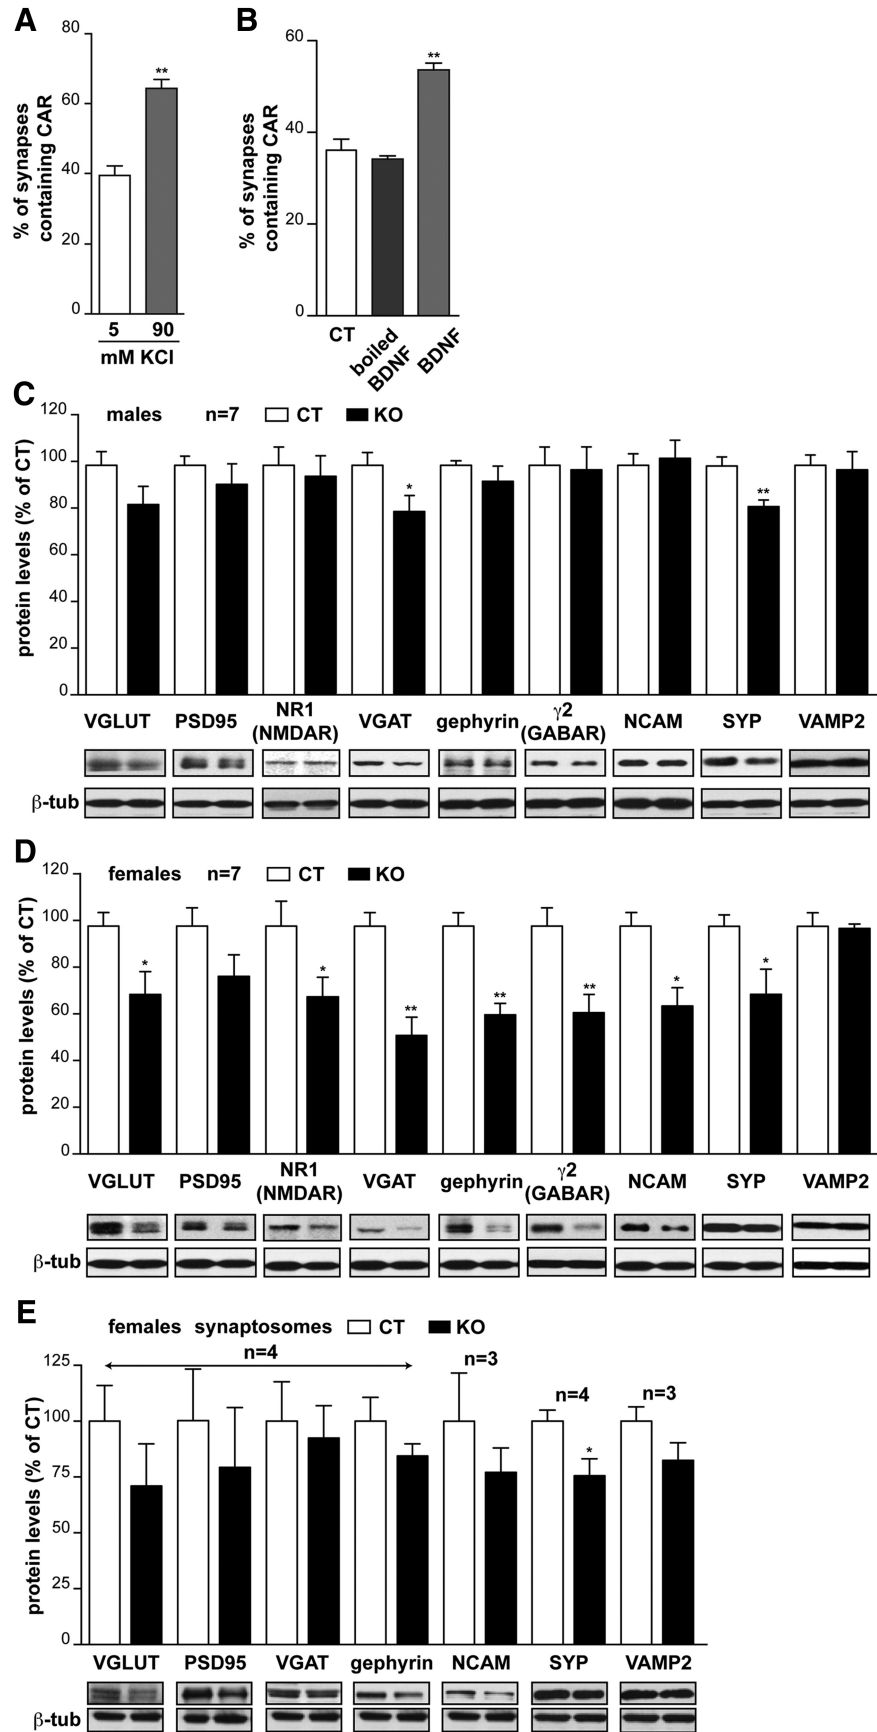 A
B
80
60
40
20
0
% of synapses
containing CAR
**
5 90
mM KCl
60
40
20
0
% of synapses
containing CAR
**
CT
boiled
BDNF
BDNF
C
males n=7 CT KO
120
100
80
60
40
20
0
protein levels (% of CT)
*
**
VGLUT PSD95 NR1 (NMDAR) VGAT gephyrin γ2 (GABAR) NCAM SYP VAMP2
β-tub
D
females n=7 CT KO
120
100
80
60
40
20
0
protein levels (% of CT)
* * ** ** ** * *
VGLUT PSD95 NR1 (NMDAR) VGAT gephyrin γ2 (GABAR) NCAM SYP VAMP2
β-tub
E
females synaptosomes CT KO
n=4
n=3
n=4
n=3
125
100
75
50
25
0
protein levels (% of CT)
*
VGLUT PSD95 VGAT gephyrin NCAM SYP VAMP2
β-tub